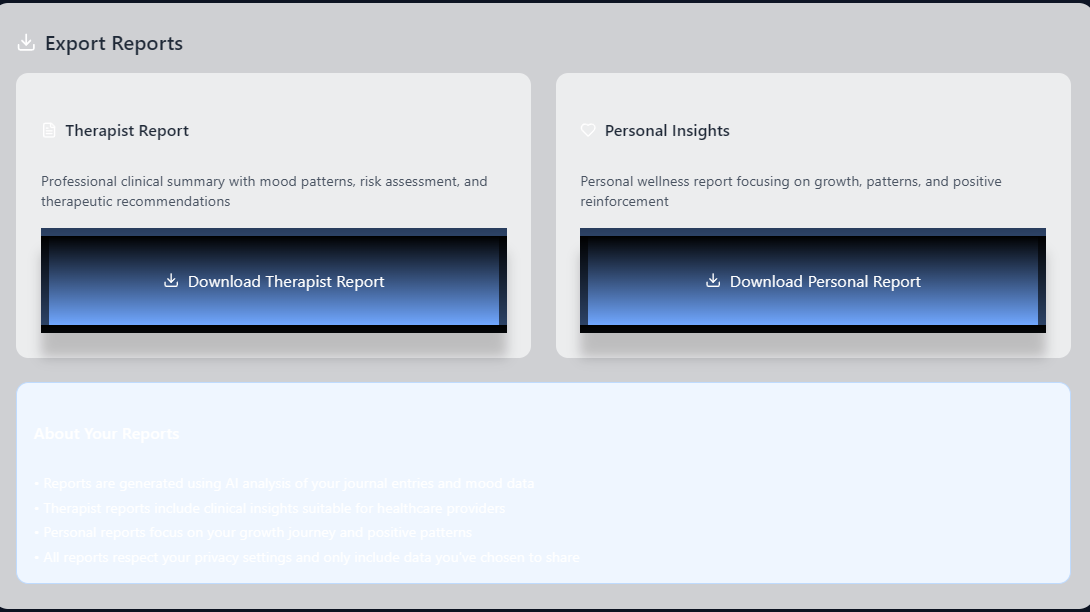 Export Reports
Therapist Report
Professional clinical summary with mood patterns, risk assessment, and
therapeutic recommendations
Download Therapist Report
Personal Insights
Personal wellness report focusing on growth, patterns, and positive
reinforcement
Download Personal Report
About Your Reports
• Reports are generated using AI analysis of your journal entries and mood data
• Therapist reports include clinical insights suitable for healthcare providers
• Personal reports focus on your growth journey and positive patterns
• All reports respect your privacy settings and only include data you've chosen to share